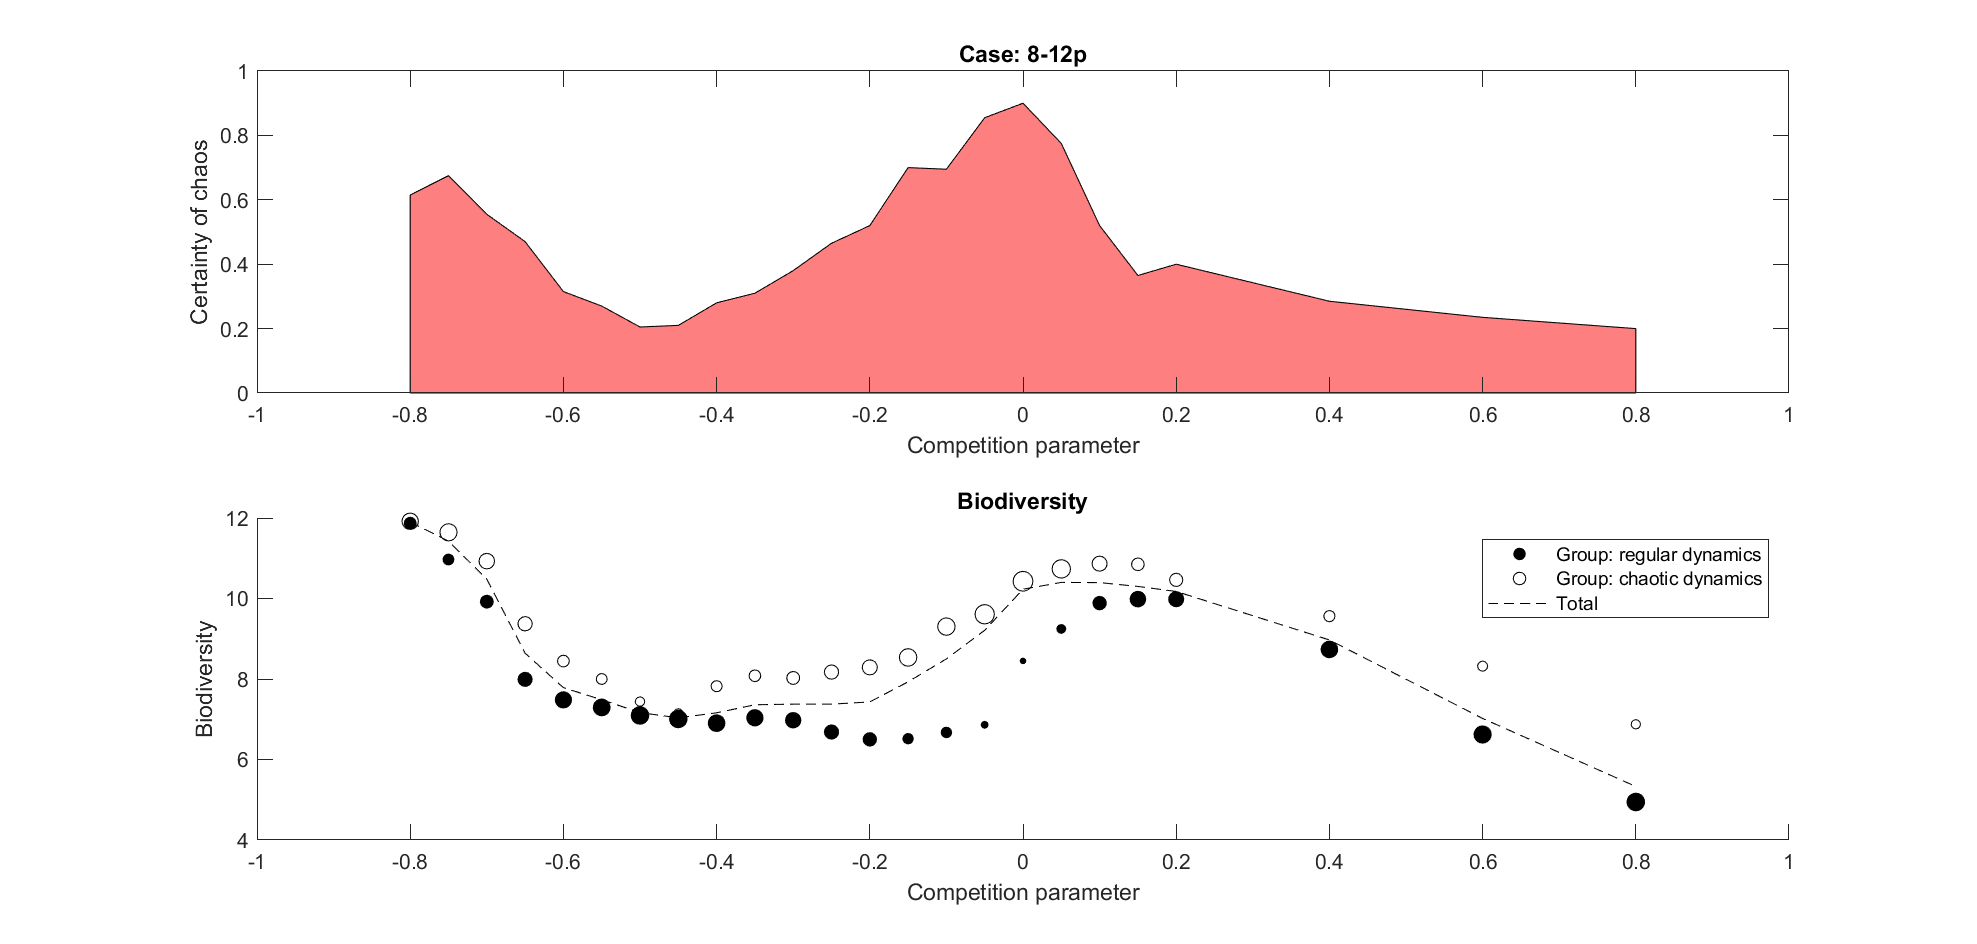 Case: 8-12p
1
0.8
0.6
0.4
0.2
0
Certainty of chaos
-1 -0.8 -0.6 -0.4 -0.2 0 0.2 0.4 0.6 0.8 1
Competition parameter
Biodiversity
12
10
8
6
4
Biodiversity
Group: regular dynamics
Group: chaotic dynamics
Total
-1 -0.8 -0.6 -0.4 -0.2 0 0.2 0.4 0.6 0.8 1
Competition parameter